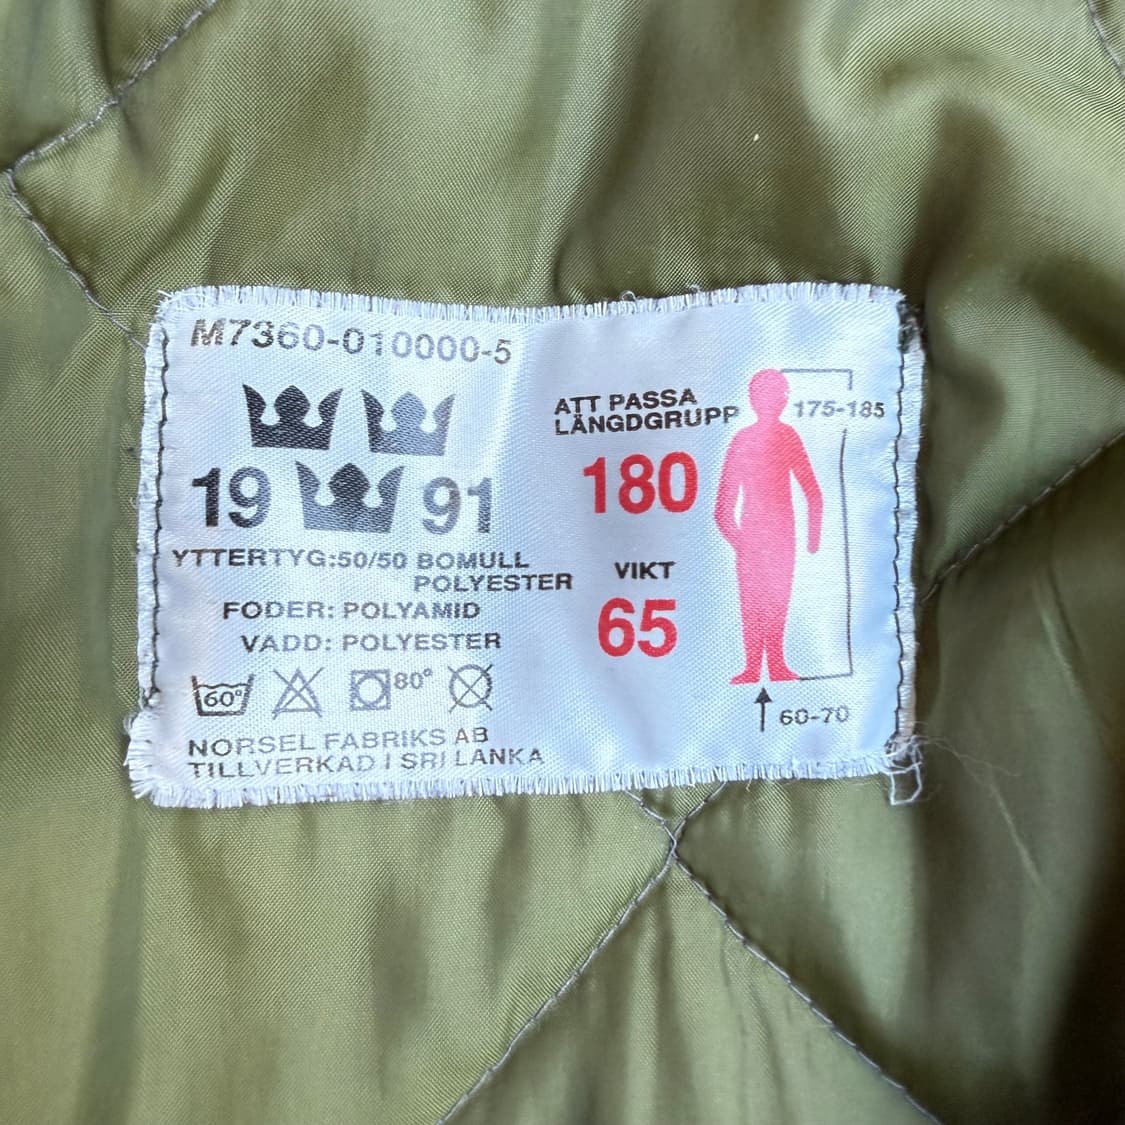 M7360-010000-5
19 91
YTTERTYG:50/50 BOMULL
POLYESTER
FODER: POLYAMID
VADD: POLYESTER
60° 80°
NORSEL FABRIKS AB
TILLVERKAD I SRI LANKA
ATT PASSA
LÄNGDGRUPP
175-185
180
VIKT
65
60-70